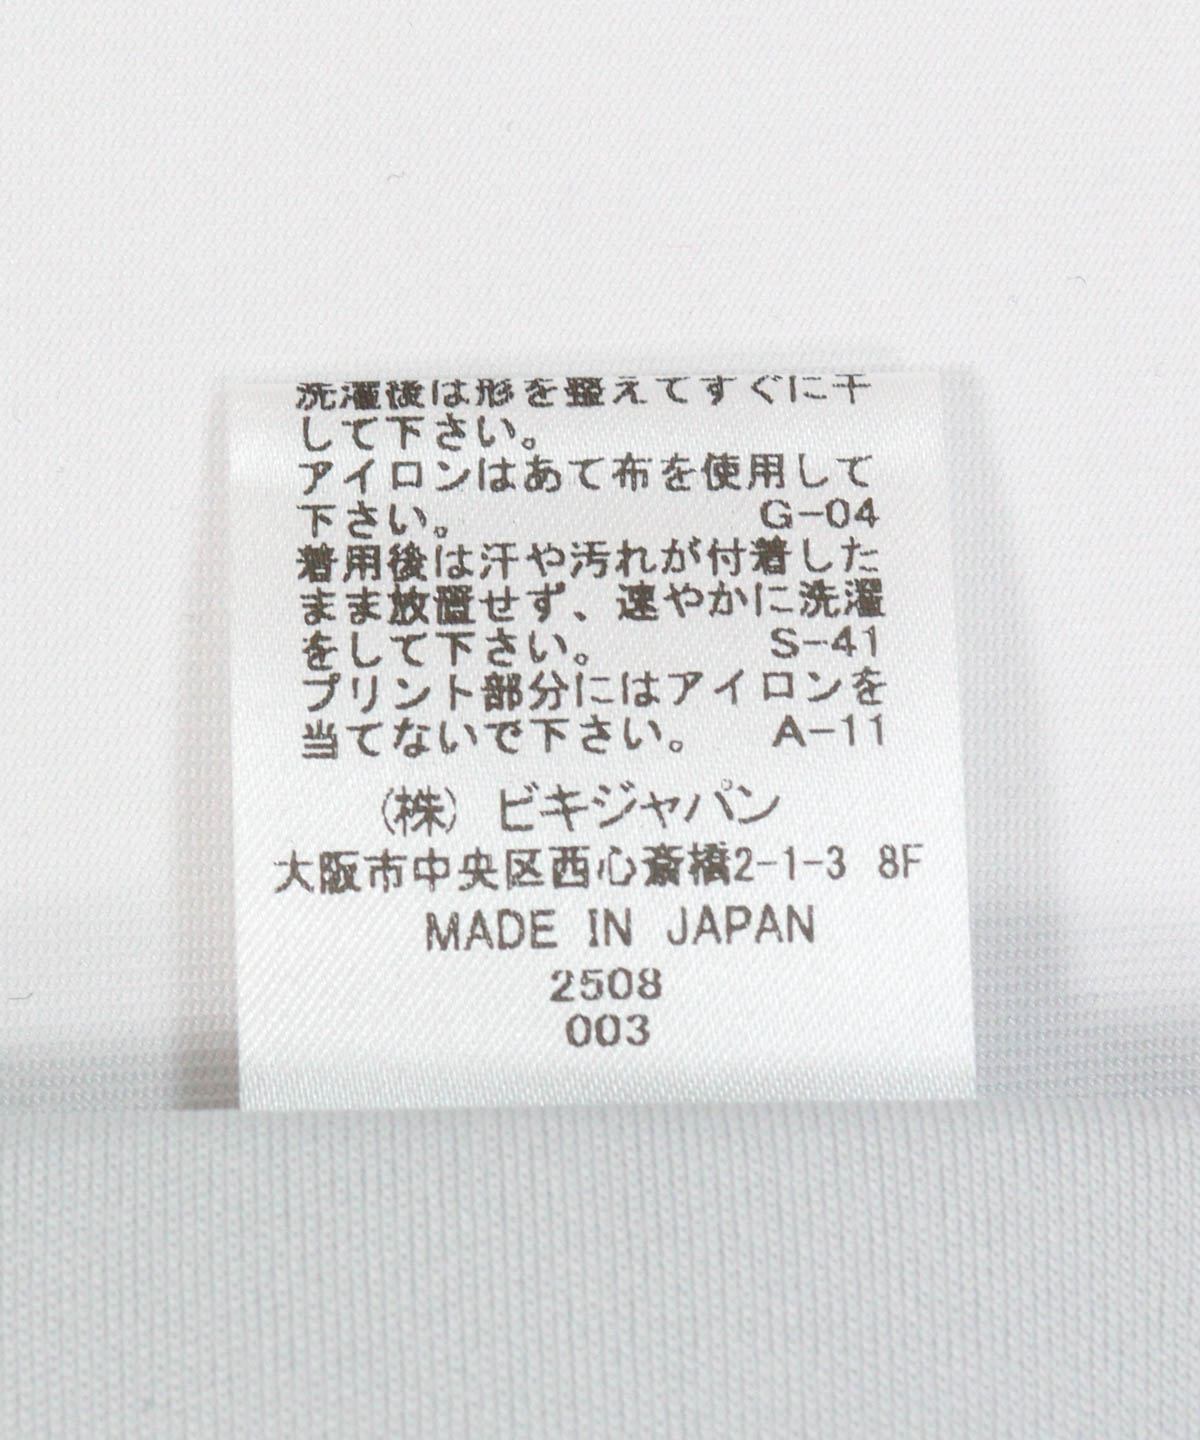 洗濯後は形を整えてすぐに干
して下さい。
アイロンはあて布を使用して
下さい。 G-04
着用後は汗や汚れが付着した
まま放置せず、速やかに洗濯
をして下さい。 S-41
プリント部分にはアイロンを
当てないで下さい。 A-11
(株) ビキジャパン
大阪市中央区西心斎橋2-1-3 8F
MADE IN JAPAN
2508
003